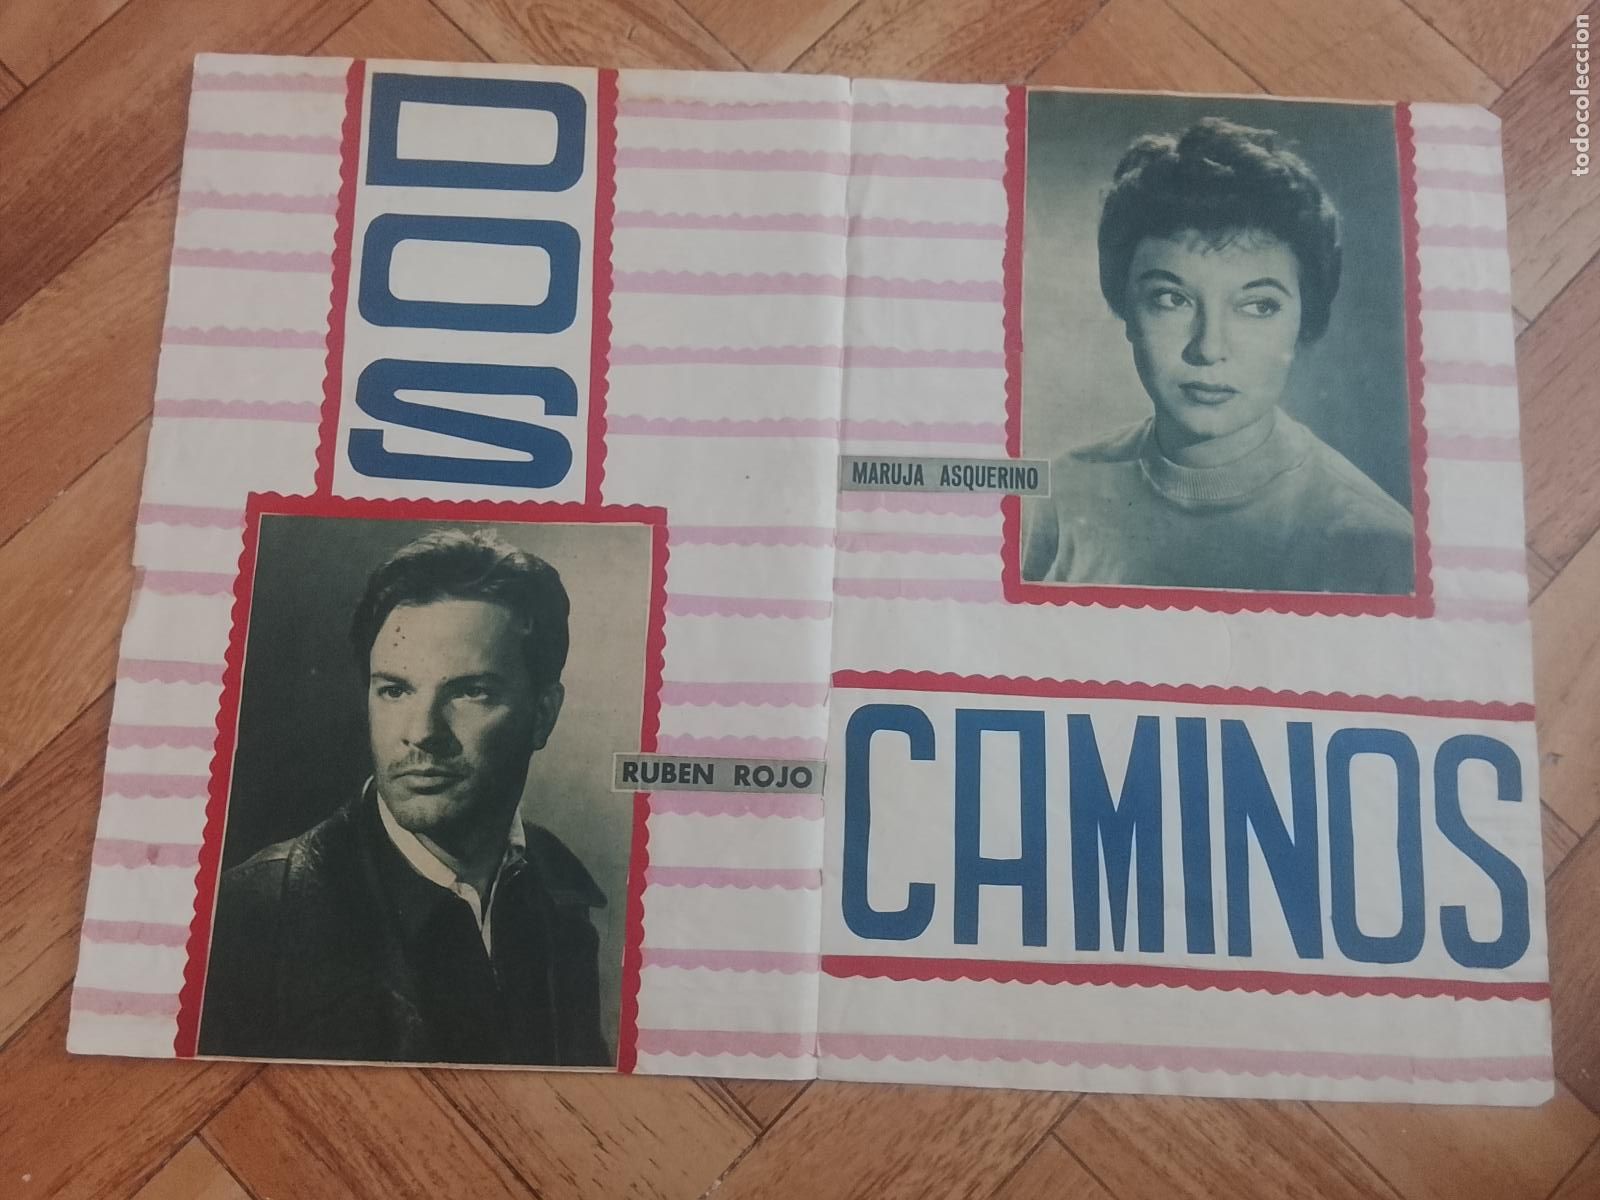 DOS
MARUJA ASQUERINO
RUBEN ROJO
CAMINOS
todocoleccion